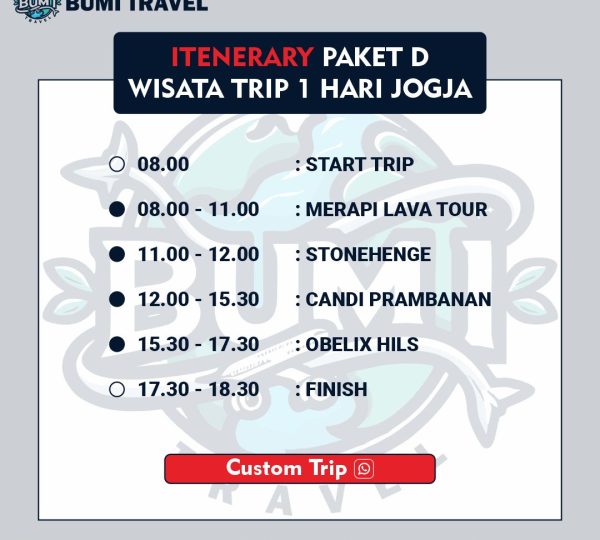 BUMI TRAVEL
ITENERARY PAKET D
WISATA TRIP 1 HARI JOGJA
08.00 : START TRIP
08.00 - 11.00 : MERAPI LAVA TOUR
11.00 - 12.00 : STONEHENGE
12.00 - 15.30 : CANDI PRAMBANAN
15.30 - 17.30 : OBELIX HILS
17.30 - 18.30 : FINISH
BUMI
TRAVEL
Custom Trip